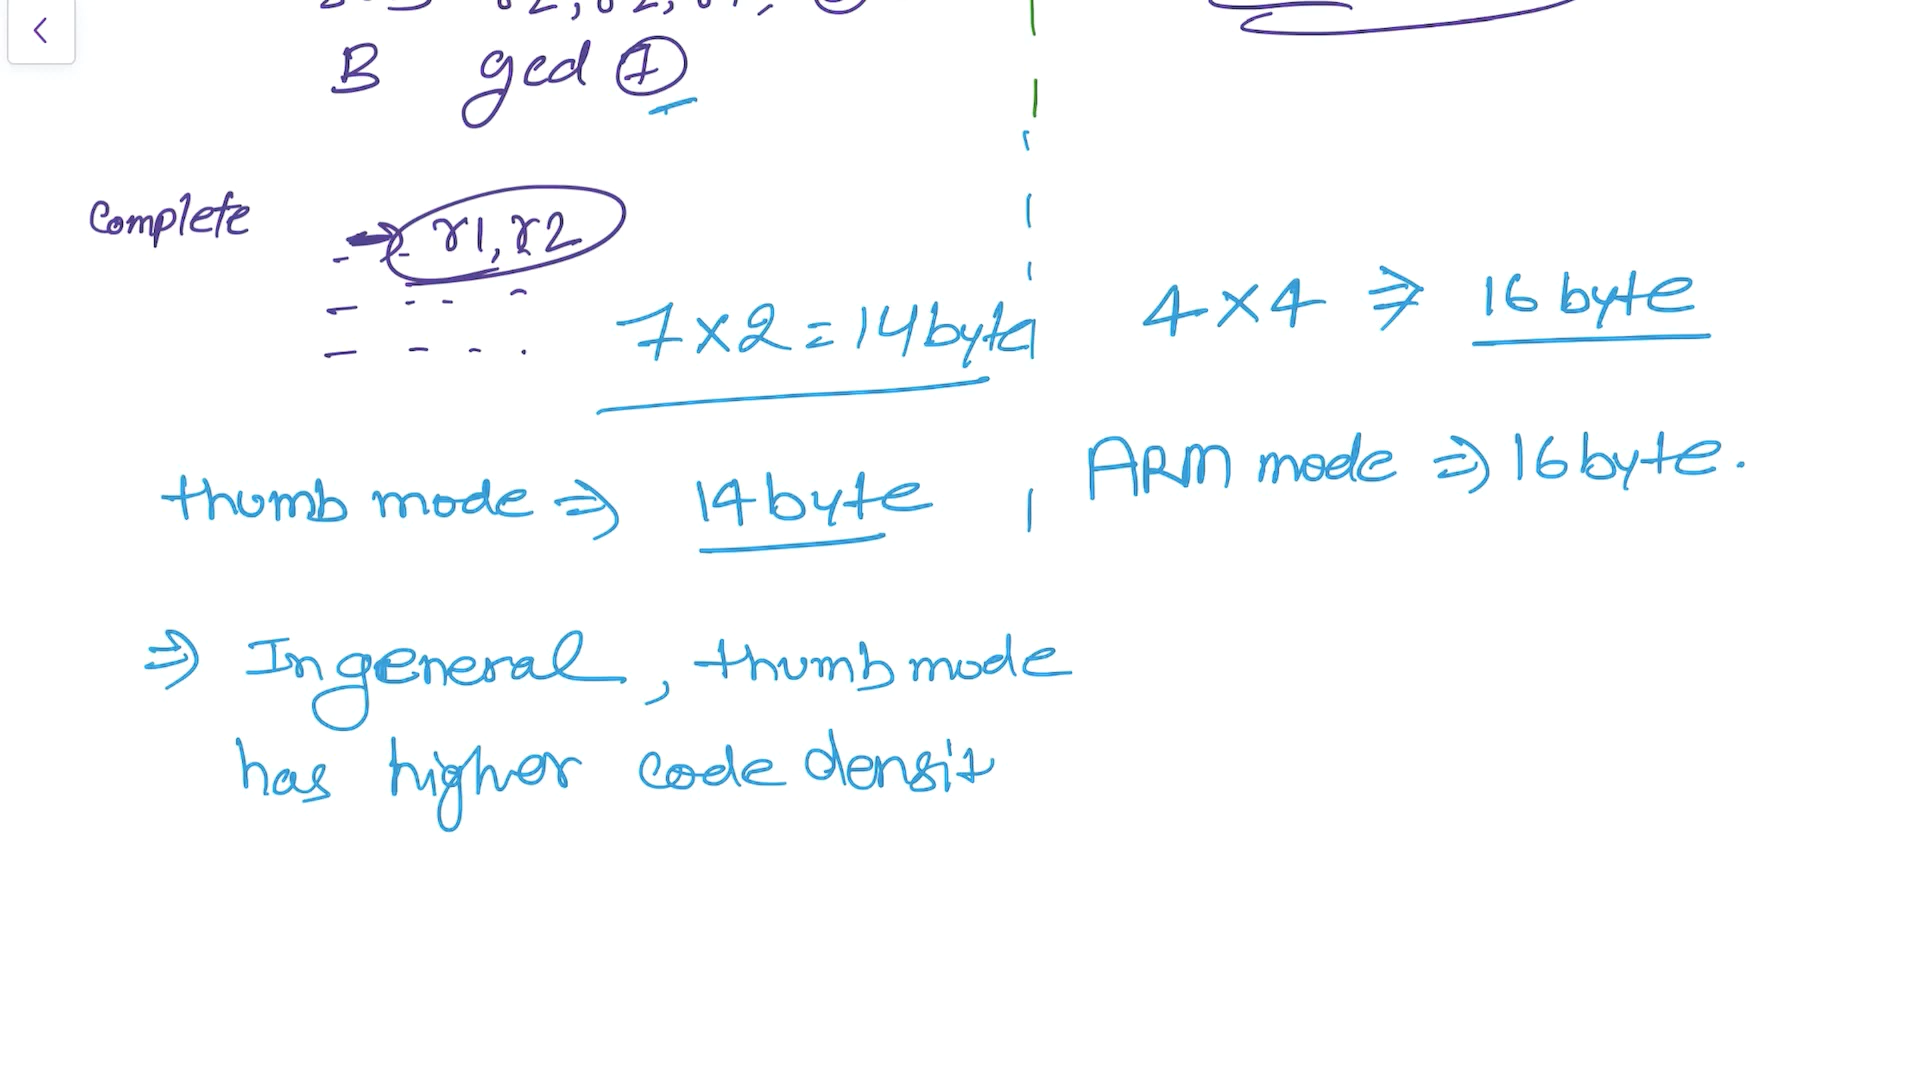 B gcd 7
Complete
r1, r2
7 x 2 = 14 byte
4 x 4 ⇒ 16 byte
thumb mode ⇒ 14 byte
ARM mode ⇒ 16 byte.
⇒ In general, thumb mode
has higher code densit